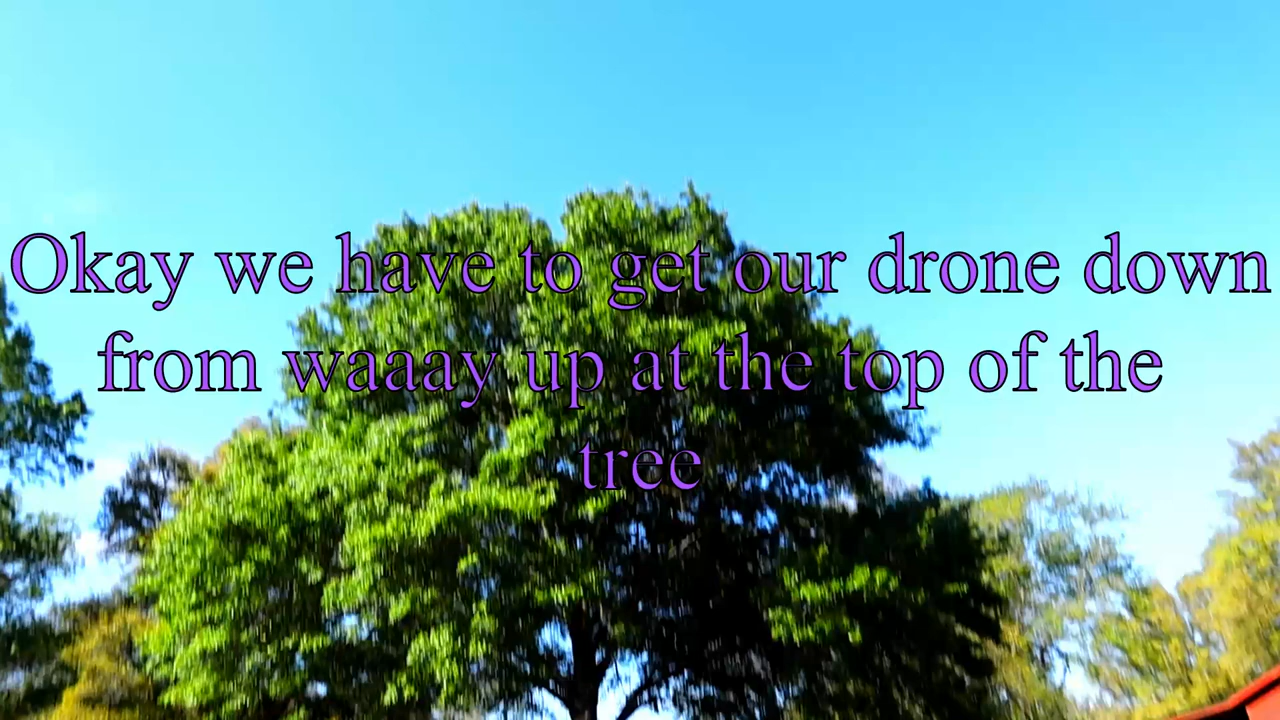 Okay we have to get our drone down
from waaay up at the top of the
tree